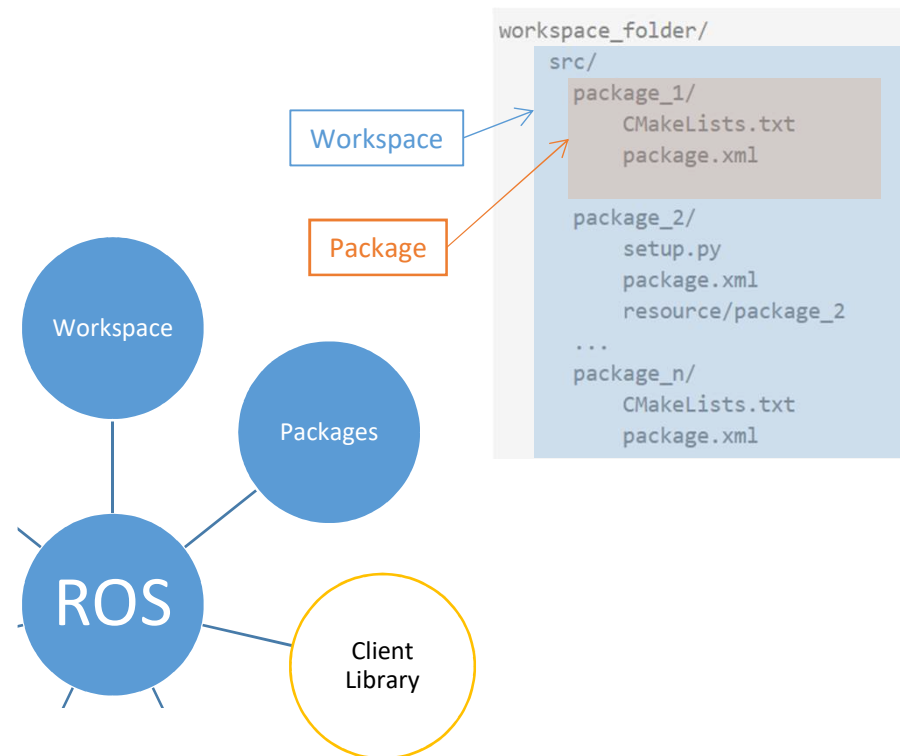 workspace_folder/
src/
package_1/
CMakeLists.txt
package.xml
package_2/
setup.py
package.xml
resource/package_2
...
package_n/
CMakeLists.txt
package.xml
Workspace
Package
Workspace
Packages
ROS
Client
Library